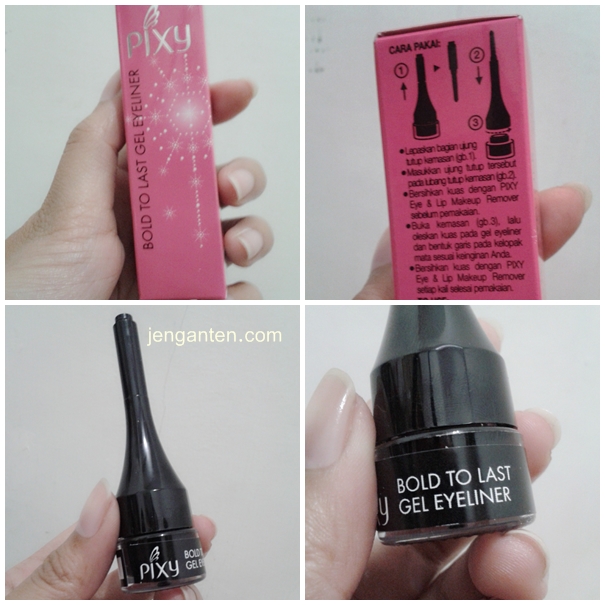 PIXY
BOLD TO LAST GEL EYELINER
CARA PAKAI:
1
2
3
•Lepaskan bagian ujung
tutup kemasan (gb.1).
•Masukkan ujung tutup tersebut
pada lubang tutup kemasan (gb.2).
•Bersihkan kuas dengan PIXY
Eye & Lip Makeup Remover
sebelum pemakaian.
•Buka kemasan (gb.3), lalu
oleskan kuas pada gel eyeliner
dan bentuk garis pada kelopak
mata sesuai keinginan Anda.
•Bersihkan kuas dengan PIXY
Eye & Lip Makeup Remover
setiap kali selesai pemakaian.
jenganten.com
PIXY
BOLD TO
GEL EYE
y
BOLD TO LAST
GEL EYELINER